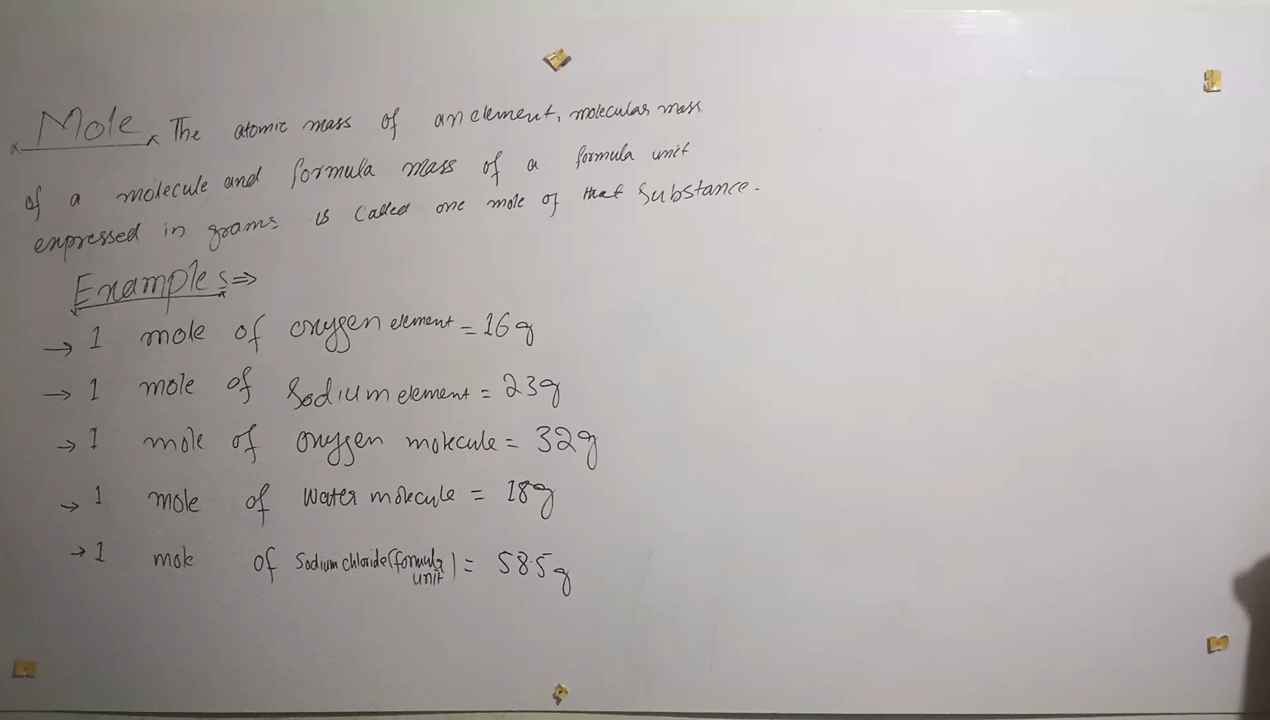 Mole The atomic mass of an element, molecular mass
of a molecule and formula mass of a formula unit
expressed in grams is called one mole of that substance.
Examples ⇒
→ 1 mole of oxygen element = 16g
→ 1 mole of Sodium element = 23g
→ 1 mole of oxygen molecule = 32g
→ 1 mole of water molecule = 18g
→ 1 mole of Sodium chloride (formula unit) = 585g